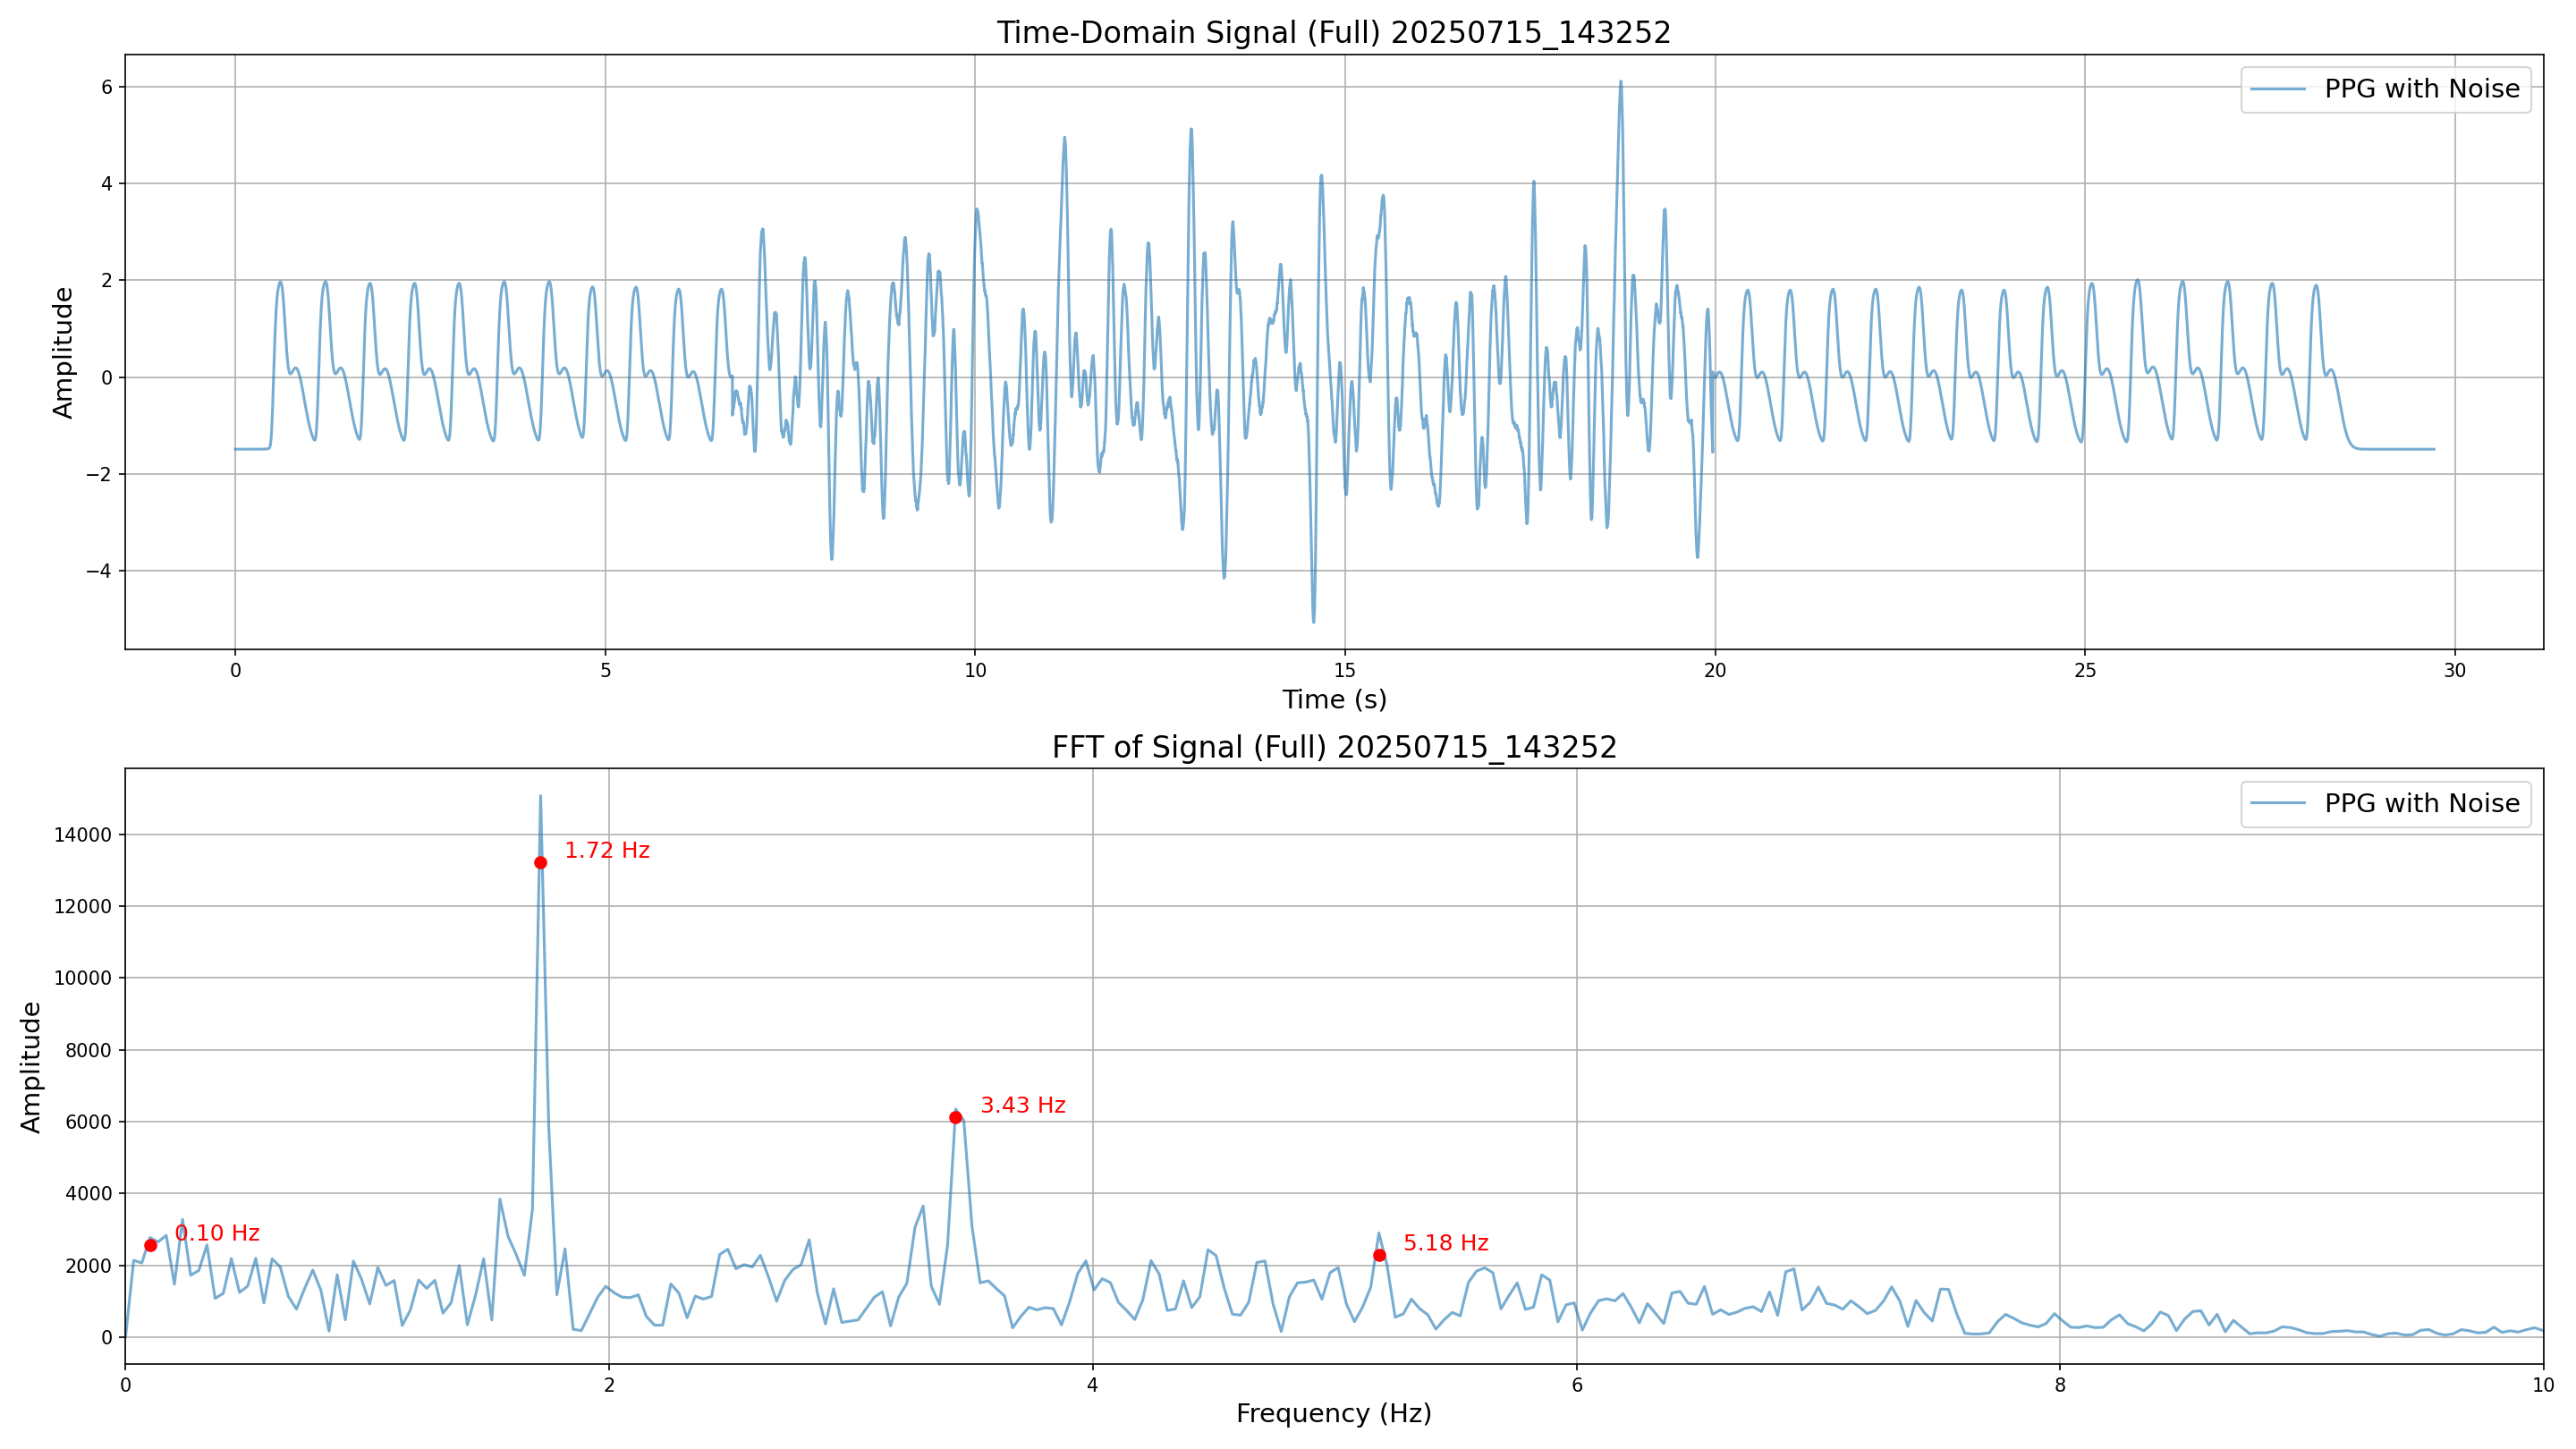 Time-Domain Signal (Full) 20250715_143252
PPG with Noise
Amplitude
6
4
2
0
−2
−4
0 5 10 15 20 25 30
Time (s)
FFT of Signal (Full) 20250715_143252
PPG with Noise
Amplitude
14000
12000
10000
8000
6000
4000
2000
0
1.72 Hz
3.43 Hz
0.10 Hz
5.18 Hz
0 2 4 6 8 10
Frequency (Hz)